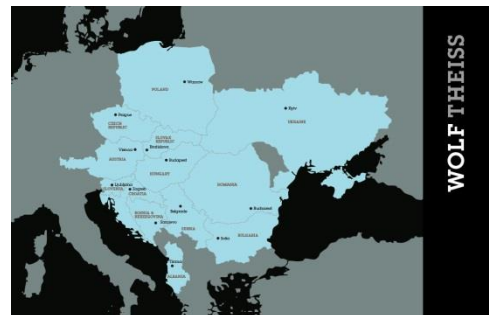 Warsaw
POLAND
Prague
Kyiv
CZECH
REPUBLIC
UKRAINE
SLOVAK
REPUBLIC
Vienna
Bratislava
AUSTRIA
Budapest
HUNGARY
Ljubljana
SLOVENIA
Zagreb
CROATIA
ROMANIA
BOSNIA &
HERZEGOVINA
Belgrade
Bucharest
Sarajevo
SERBIA
Sofia
BULGARIA
Tirana
ALBANIA
WOLF THEISS